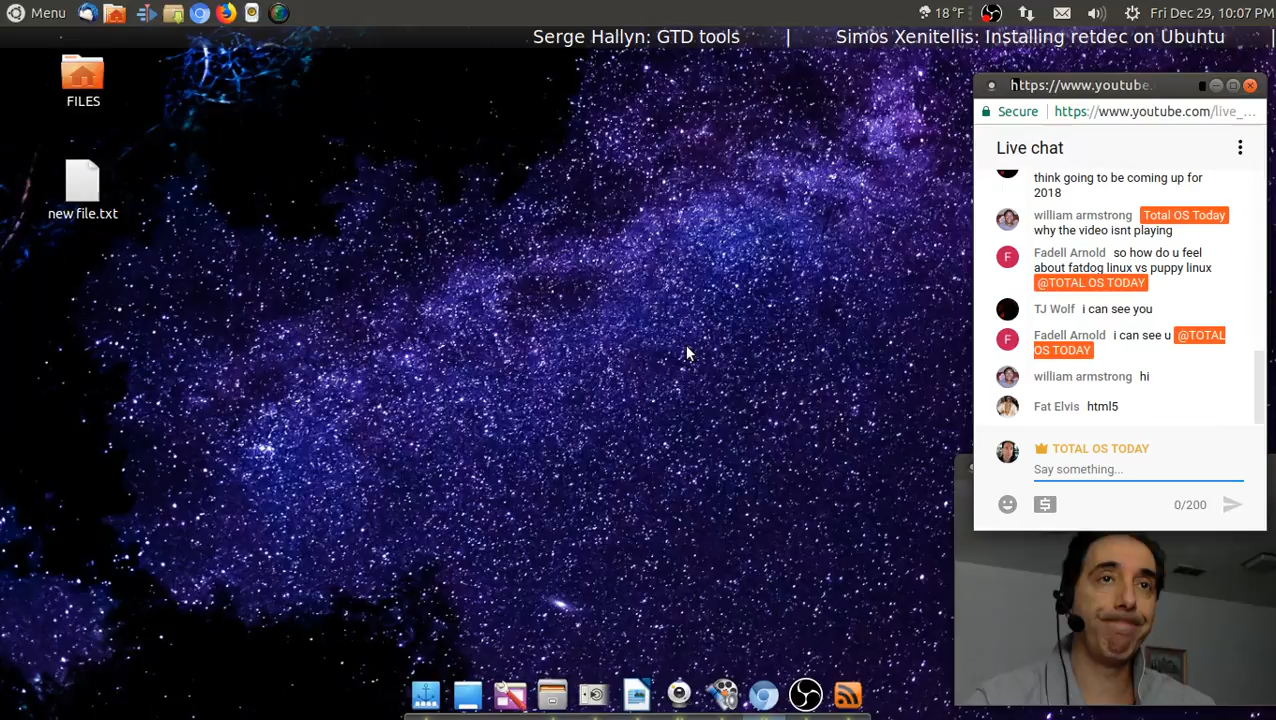 Menu
18 °F
Fri Dec 29, 10:07 PM
Serge Hallyn: GTD tools | Simos Xenitellis: Installing retdec on Ubuntu |
FILES
new file.txt
https://www.youtube.
Secure | https://www.youtube.com/live_...
Live chat
think going to be coming up for
2018
william armstrong Total OS Today
why the video isnt playing
Fadell Arnold so how do u feel
about fatdog linux vs puppy linux
@TOTAL OS TODAY
TJ Wolf i can see you
Fadell Arnold i can see u @TOTAL
OS TODAY
william armstrong hi
Fat Elvis html5
TOTAL OS TODAY
Say something...
0/200